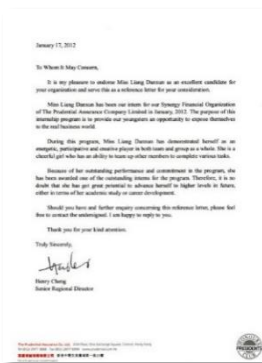 January 17, 2012
To Whom It May Concern,
It is my pleasure to endorse Miss Liang Danxun as an excellent candidate for
your organization and serve this as a reference letter for your consideration.
Miss Liang Danxun has been our intern for our Synergy Financial Organization
of The Prudential Assurance Company Limited in January, 2012. The purpose of this
internship program is to provide our youngsters an opportunity to expose themselves
to the real business world.
During this program, Miss Liang Danxun has demonstrated herself as an
energetic, participative and creative player in both team and group as a whole. She is a
cheerful girl who has an ability to team up other members to complete various tasks.
Because of her outstanding performance and commitment in the program, she
has been awarded one of the outstanding interns for the program. Therefore, it is no
doubt that she has got great potential to advance herself to higher levels in future,
either in terms of her academic study or career development.
Should you have and further enquiry concerning this reference letter, please feel
free to contact the undersigned. I am happy to reply to you.
Thank you for your kind attention.
Truly Sincerely,
Henry Cheng
Senior Regional Director
The Prudential Assurance Company Ltd.
PRESIDENT'S